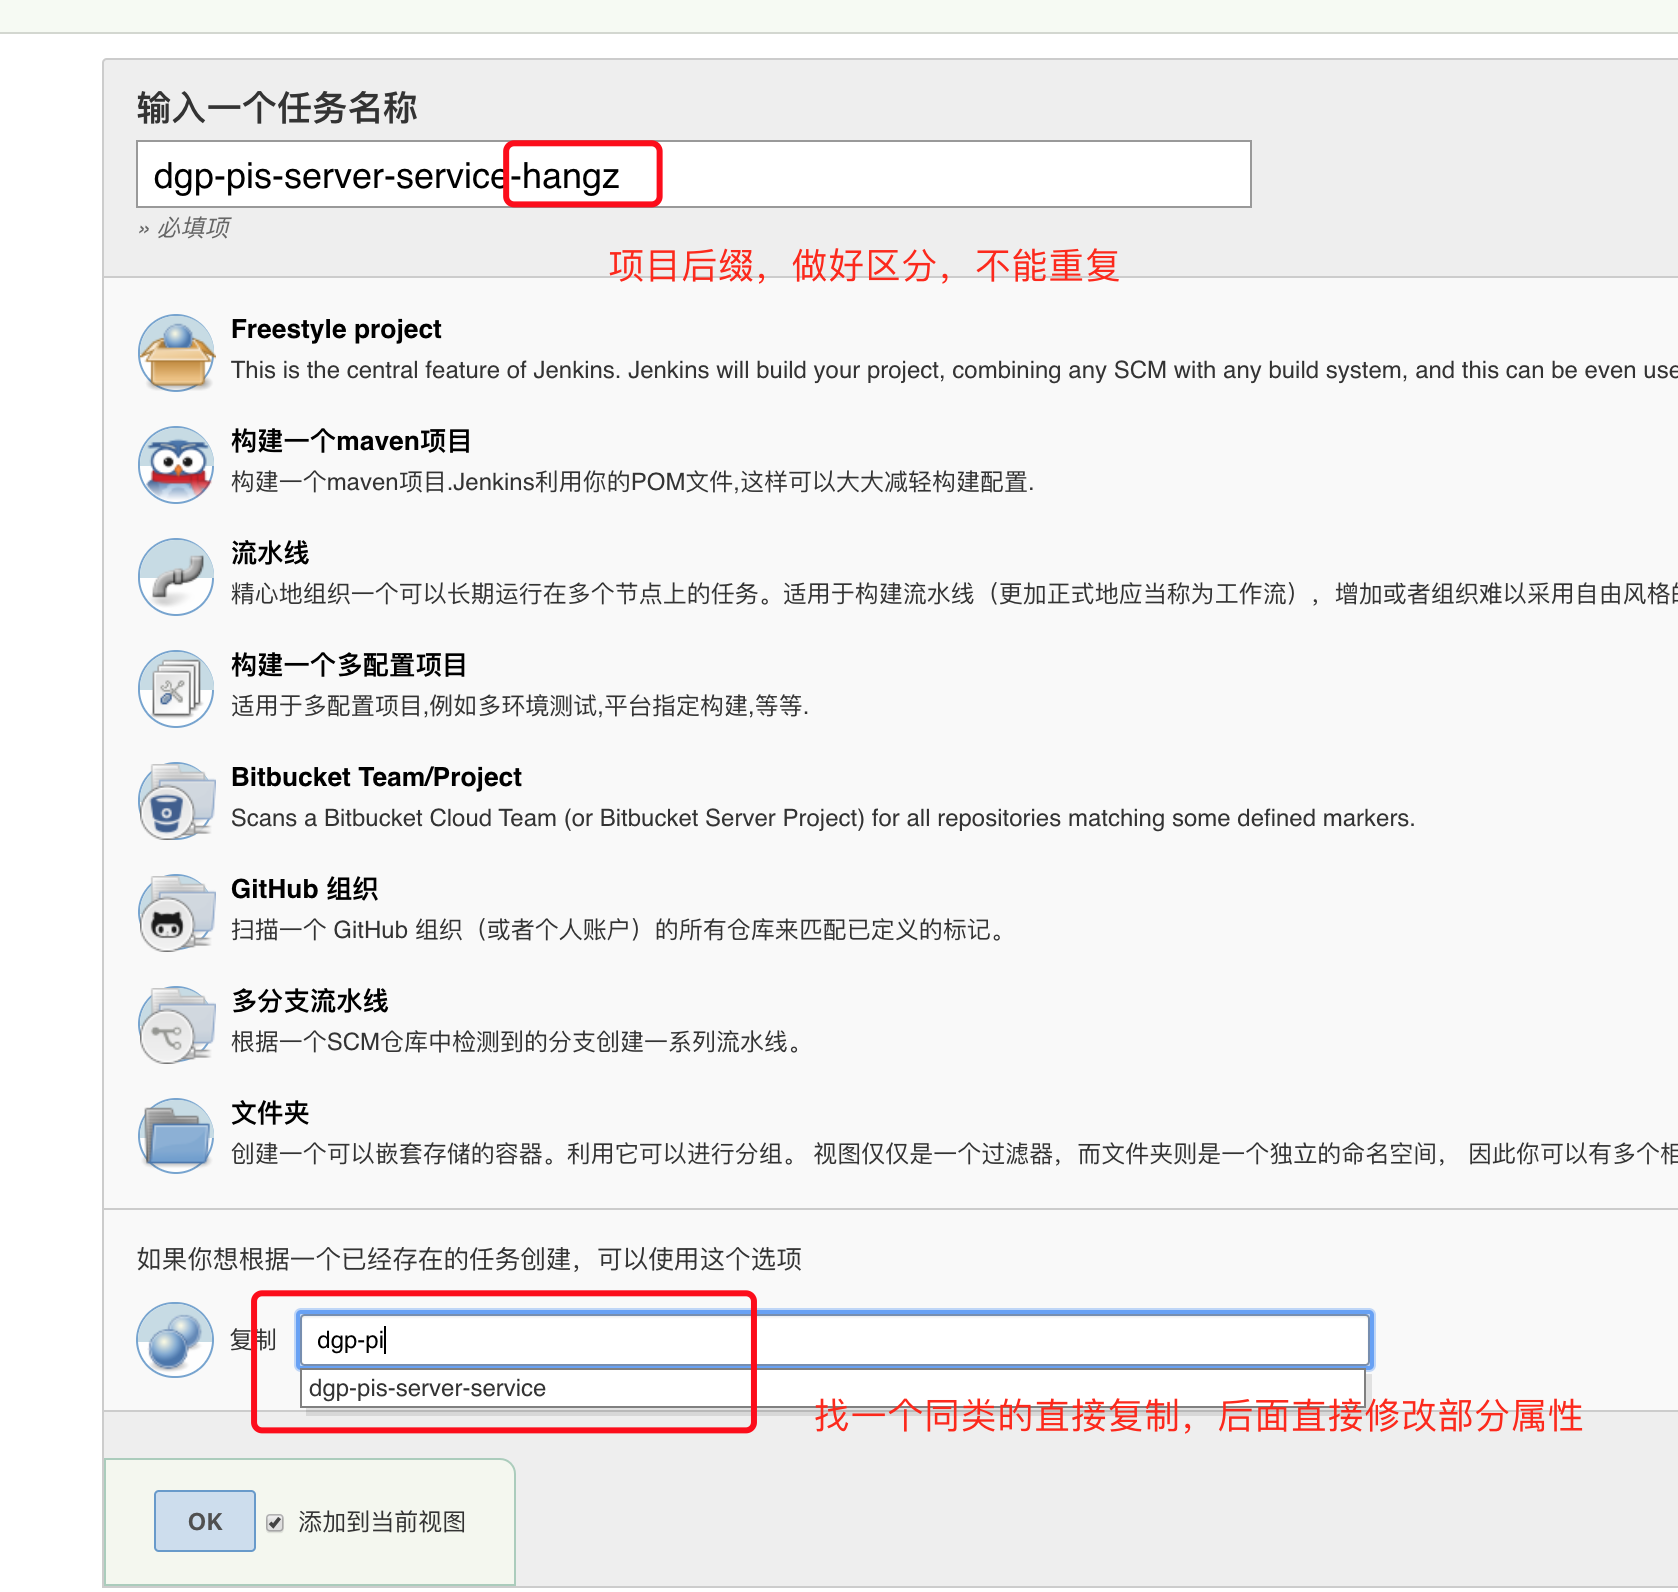 输入一个任务名称
dgp-pis-server-service-hangz
» 必填项
项目后缀，做好区分，不能重复
Freestyle project
This is the central feature of Jenkins. Jenkins will build your project, combining any SCM with any build system, and this can be even use
构建一个maven项目
构建一个maven项目.Jenkins利用你的POM文件,这样可以大大减轻构建配置.
流水线
精心地组织一个可以长期运行在多个节点上的任务。适用于构建流水线（更加正式地应当称为工作流），增加或者组织难以采用自由风格的
构建一个多配置项目
适用于多配置项目,例如多环境测试,平台指定构建,等等.
Bitbucket Team/Project
Scans a Bitbucket Cloud Team (or Bitbucket Server Project) for all repositories matching some defined markers.
GitHub 组织
扫描一个 GitHub 组织（或者个人账户）的所有仓库来匹配已定义的标记。
多分支流水线
根据一个SCM仓库中检测到的分支创建一系列流水线。
文件夹
创建一个可以嵌套存储的容器。利用它可以进行分组。 视图仅仅是一个过滤器，而文件夹则是一个独立的命名空间， 因此你可以有多个相
如果你想根据一个已经存在的任务创建，可以使用这个选项
复制 dgp-pi
dgp-pis-server-service
找一个同类的直接复制，后面直接修改部分属性
OK 添加到当前视图